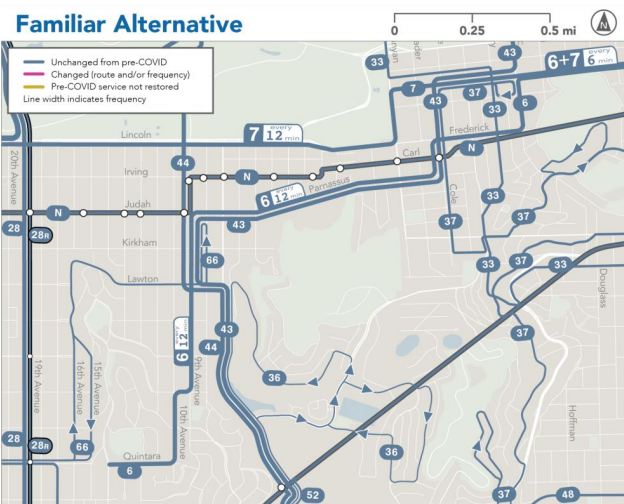 Familiar Alternative
0 0.25 0.5 mi
N
Unchanged from pre-COVID
Changed (route and/or frequency)
Pre-COVID service not restored
Line width indicates frequency
33
43
6+7 every 6 min
7
43
37
33
6
Lincoln
7 every 12 min
Frederick
N
Carl
44
Irving
N
6 every 12 min
Parnassus
Cole
33
20th Avenue
Judah
N
28
28R
43
37
37
Kirkham
66
33
37
33
Lawton
Douglass
6 every 12 min
43
44
37
9th Avenue
36
19th Avenue
16th Avenue
15th Avenue
10th Avenue
Hoffman
28
28R
66
36
Quintara
6
52
37
48